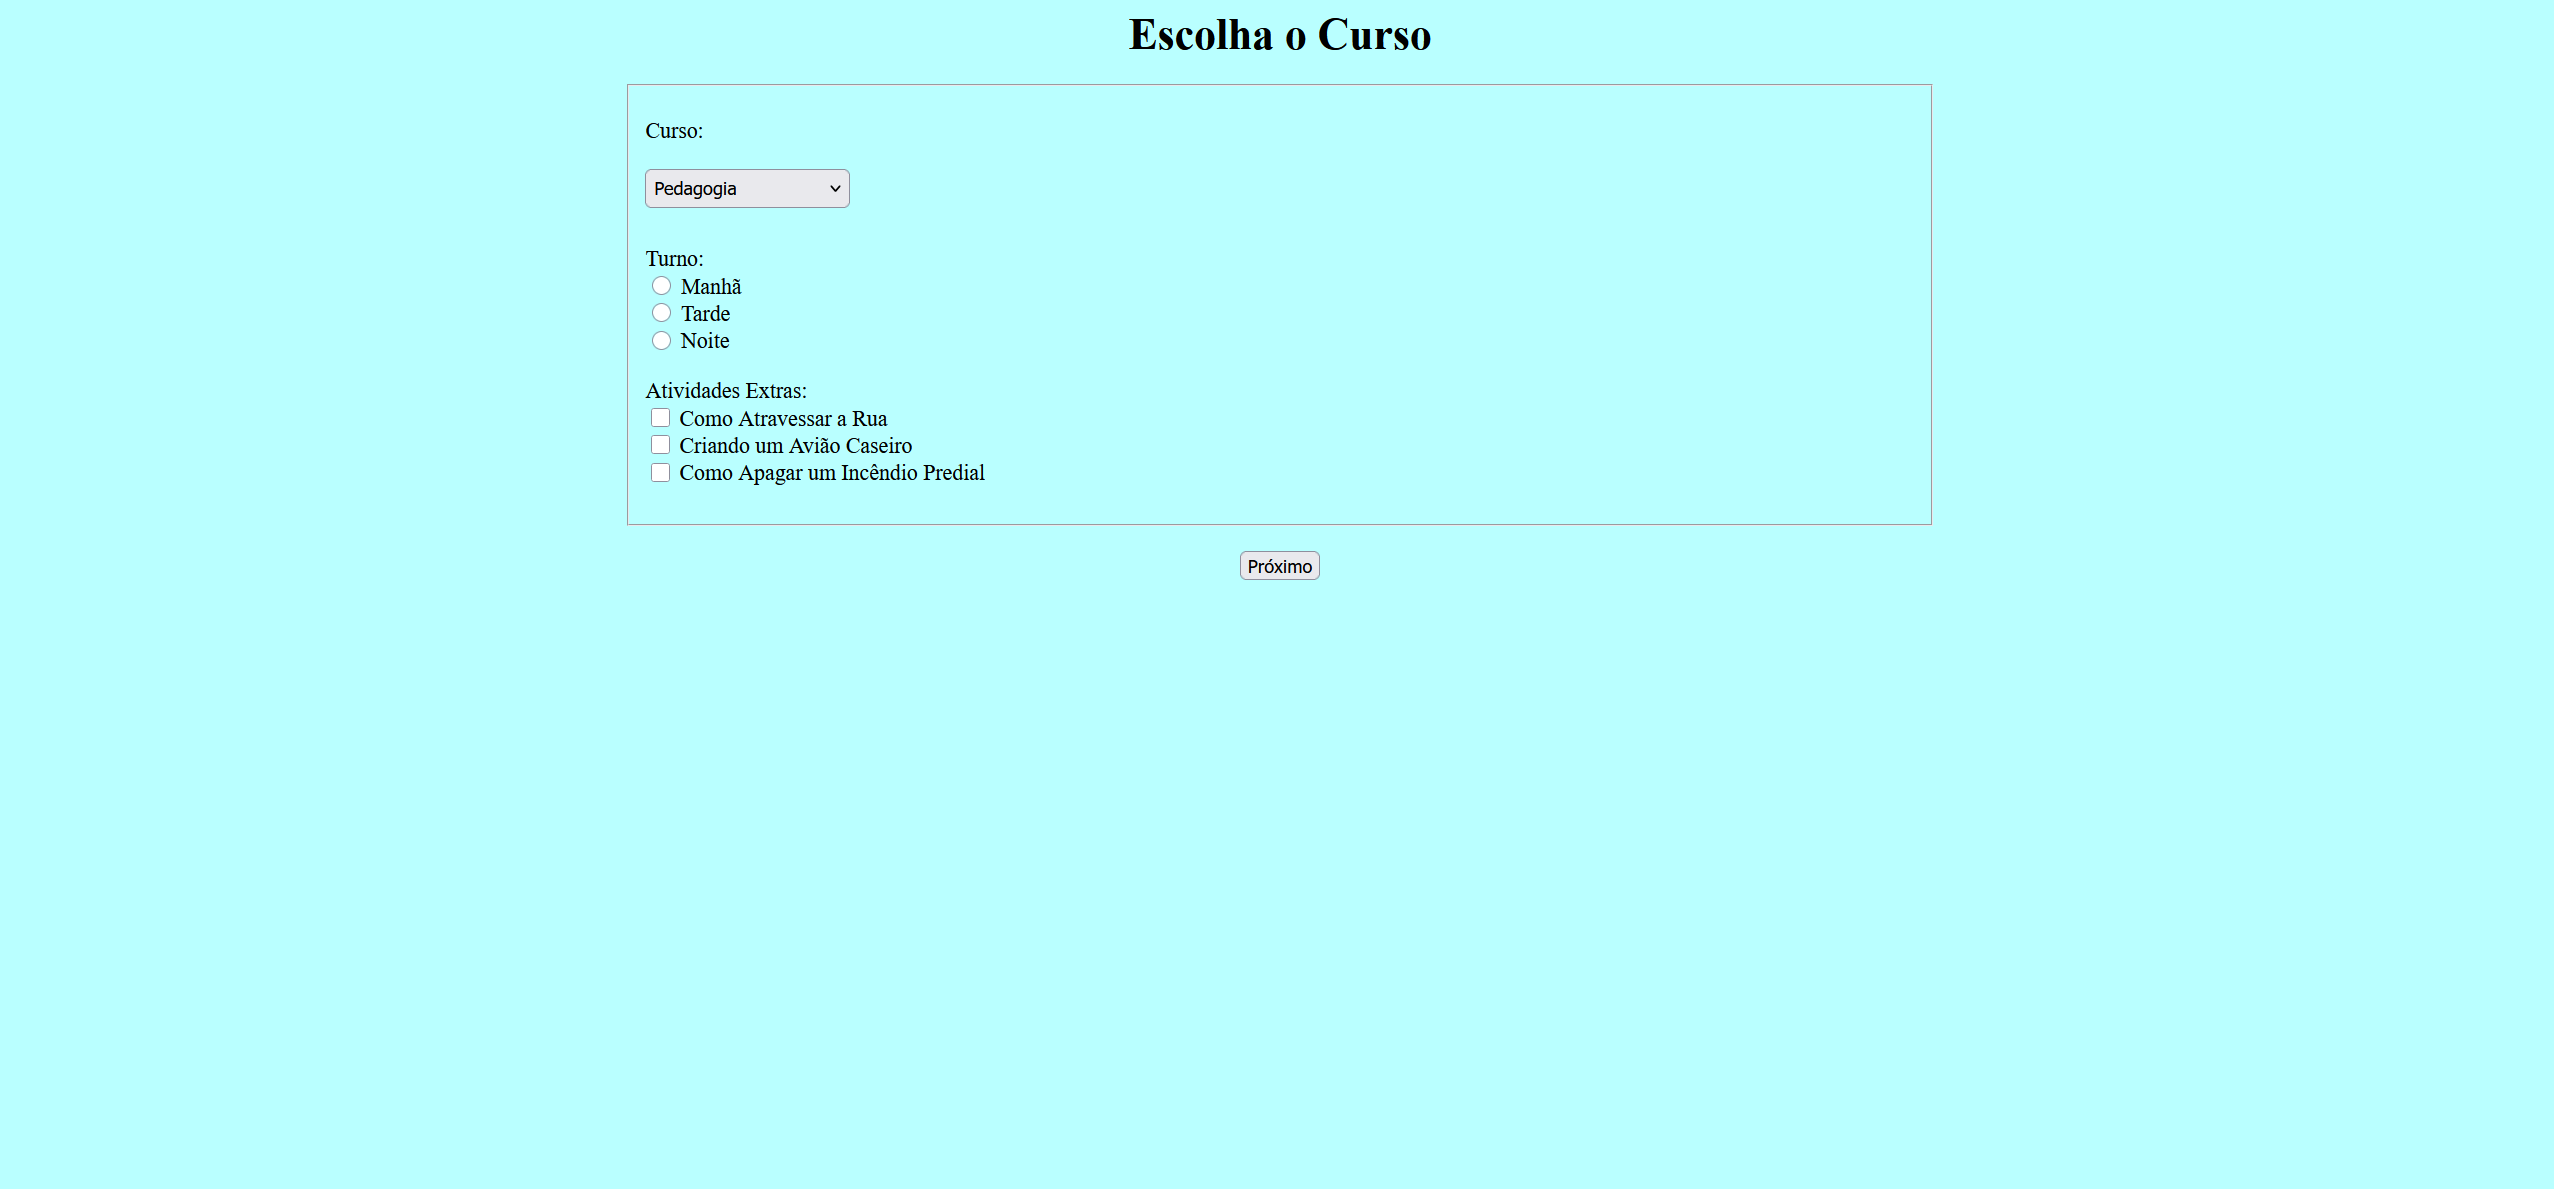 Escolha o Curso
Curso:
Pedagogia
Turno:
Manhã
Tarde
Noite
Atividades Extras:
Como Atravessar a Rua
Criando um Avião Caseiro
Como Apagar um Incêndio Predial
Próximo